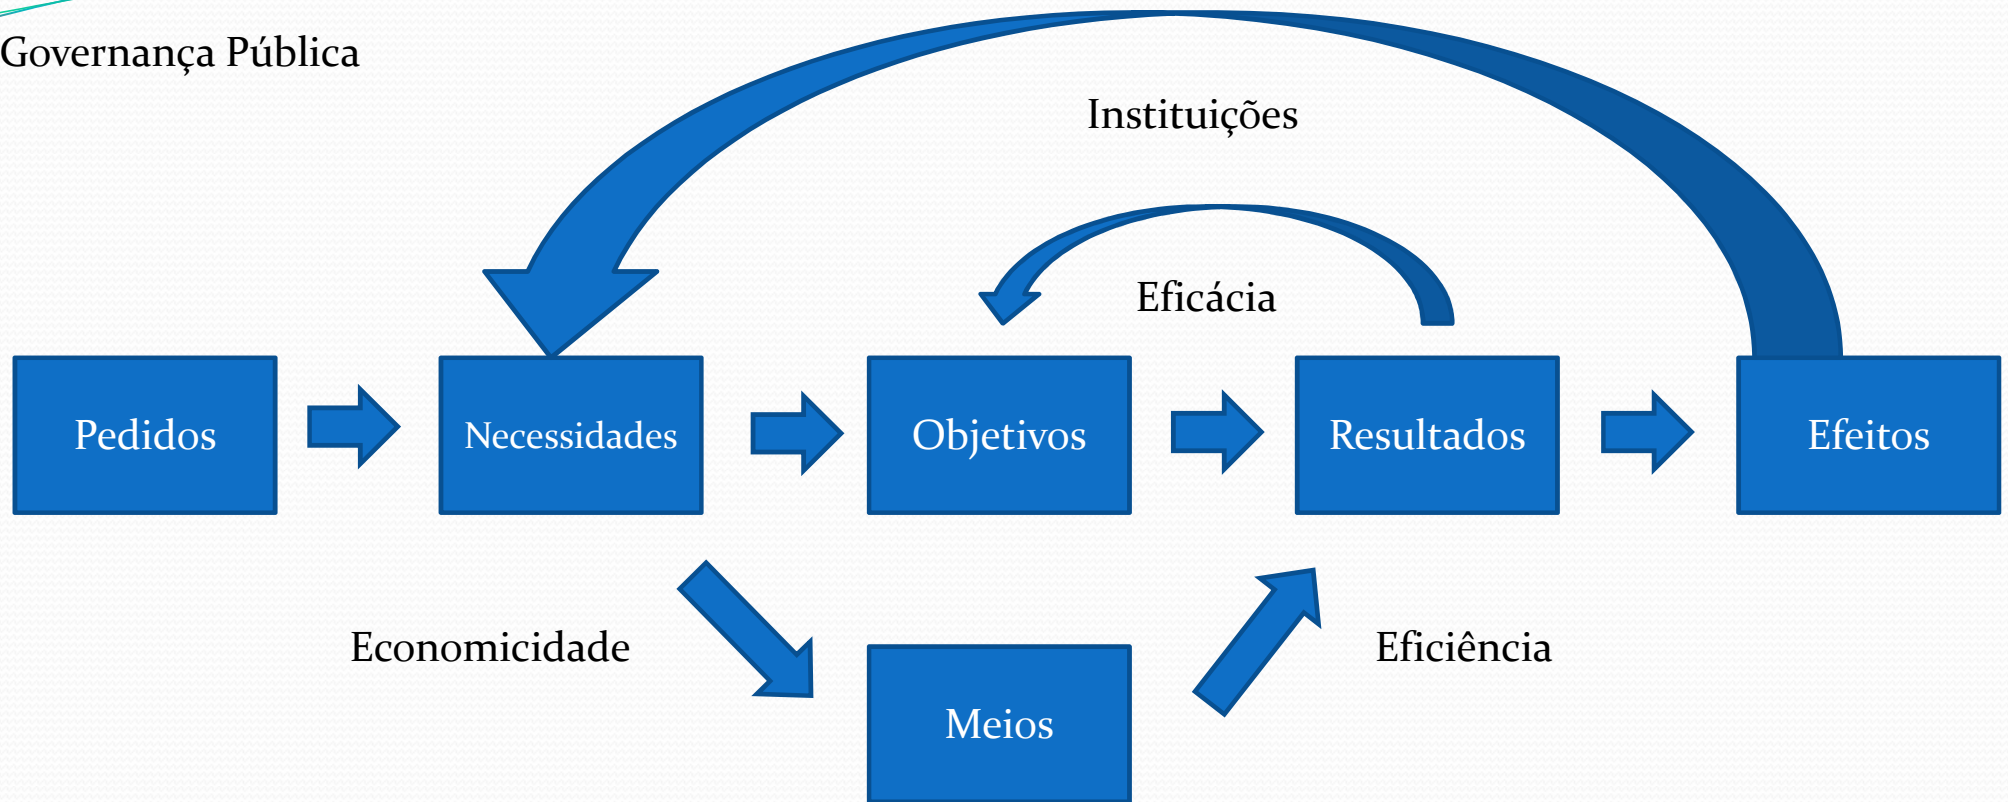 Governança Pública
Instituições
Eficácia
Pedidos
Necessidades
Objetivos
Resultados
Efeitos
Economicidade
Eficiência
Meios